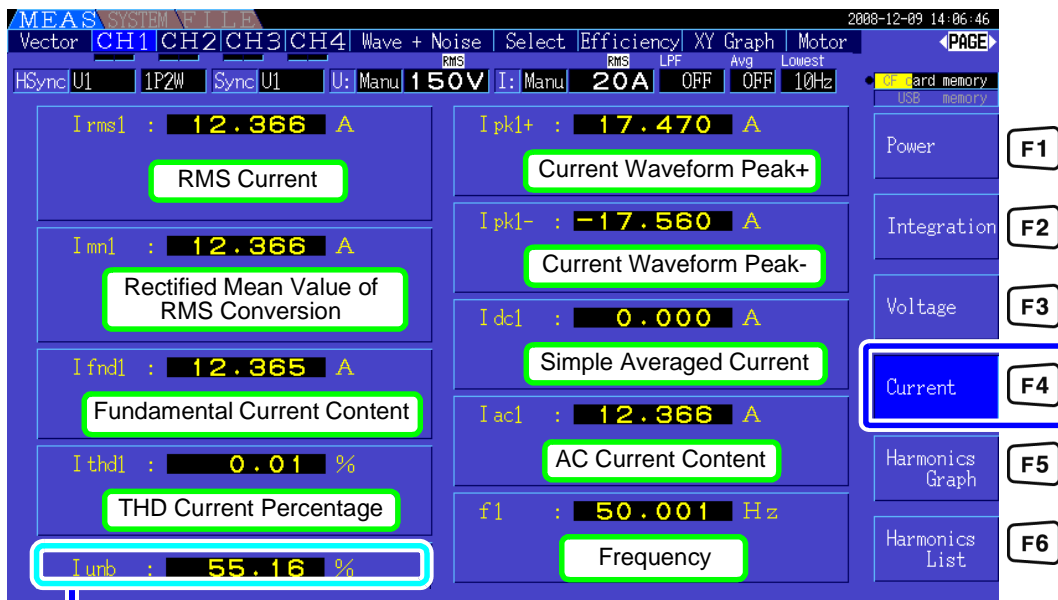 MEAS SYSTEM FILE 2008-12-09 14:06:46
Vector CH1 CH2 CH3 CH4 Wave + Noise Select Efficiency XY Graph Motor PAGE
RMS RMS LPF Avg Lowest
HSync U1 1P2W Sync U1 U: Manu 150V I: Manu 20A OFF OFF 10Hz
CF card memory
USB memory
Irms1 : 12.366 A
RMS Current
Imn1 : 12.366 A
Rectified Mean Value of
RMS Conversion
Ifnd1 : 12.365 A
Fundamental Current Content
Ithd1 : 0.01 %
THD Current Percentage
Iunb : 55.16 %
Ipk1+ : 17.470 A
Current Waveform Peak+
Ipk1- : -17.560 A
Current Waveform Peak-
Idc1 : 0.000 A
Simple Averaged Current
Iac1 : 12.366 A
AC Current Content
f1 : 50.001 Hz
Frequency
Power F1
Integration F2
Voltage F3
Current F4
Harmonics
Graph F5
Harmonics
List F6